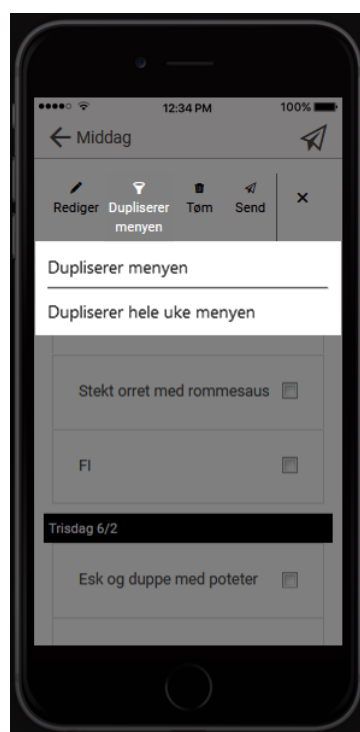 12:34 PM
100%
Middag
Rediger Dupliserer menyen Tøm Send
Dupliserer menyen
Dupliserer hele uke menyen
Stekt orret med rommesaus
FI
Trisdag 6/2
Esk og duppe med poteter